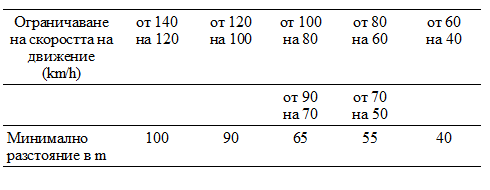 Ограничаване от 140 от 120 от 100 от 80 от 60
на скоростта на на 120 на 100 на 80 на 60 на 40
движение
(km/h)
от 90 от 70
на 70 на 50
Минимално 100 90 65 55 40
разстояние в m